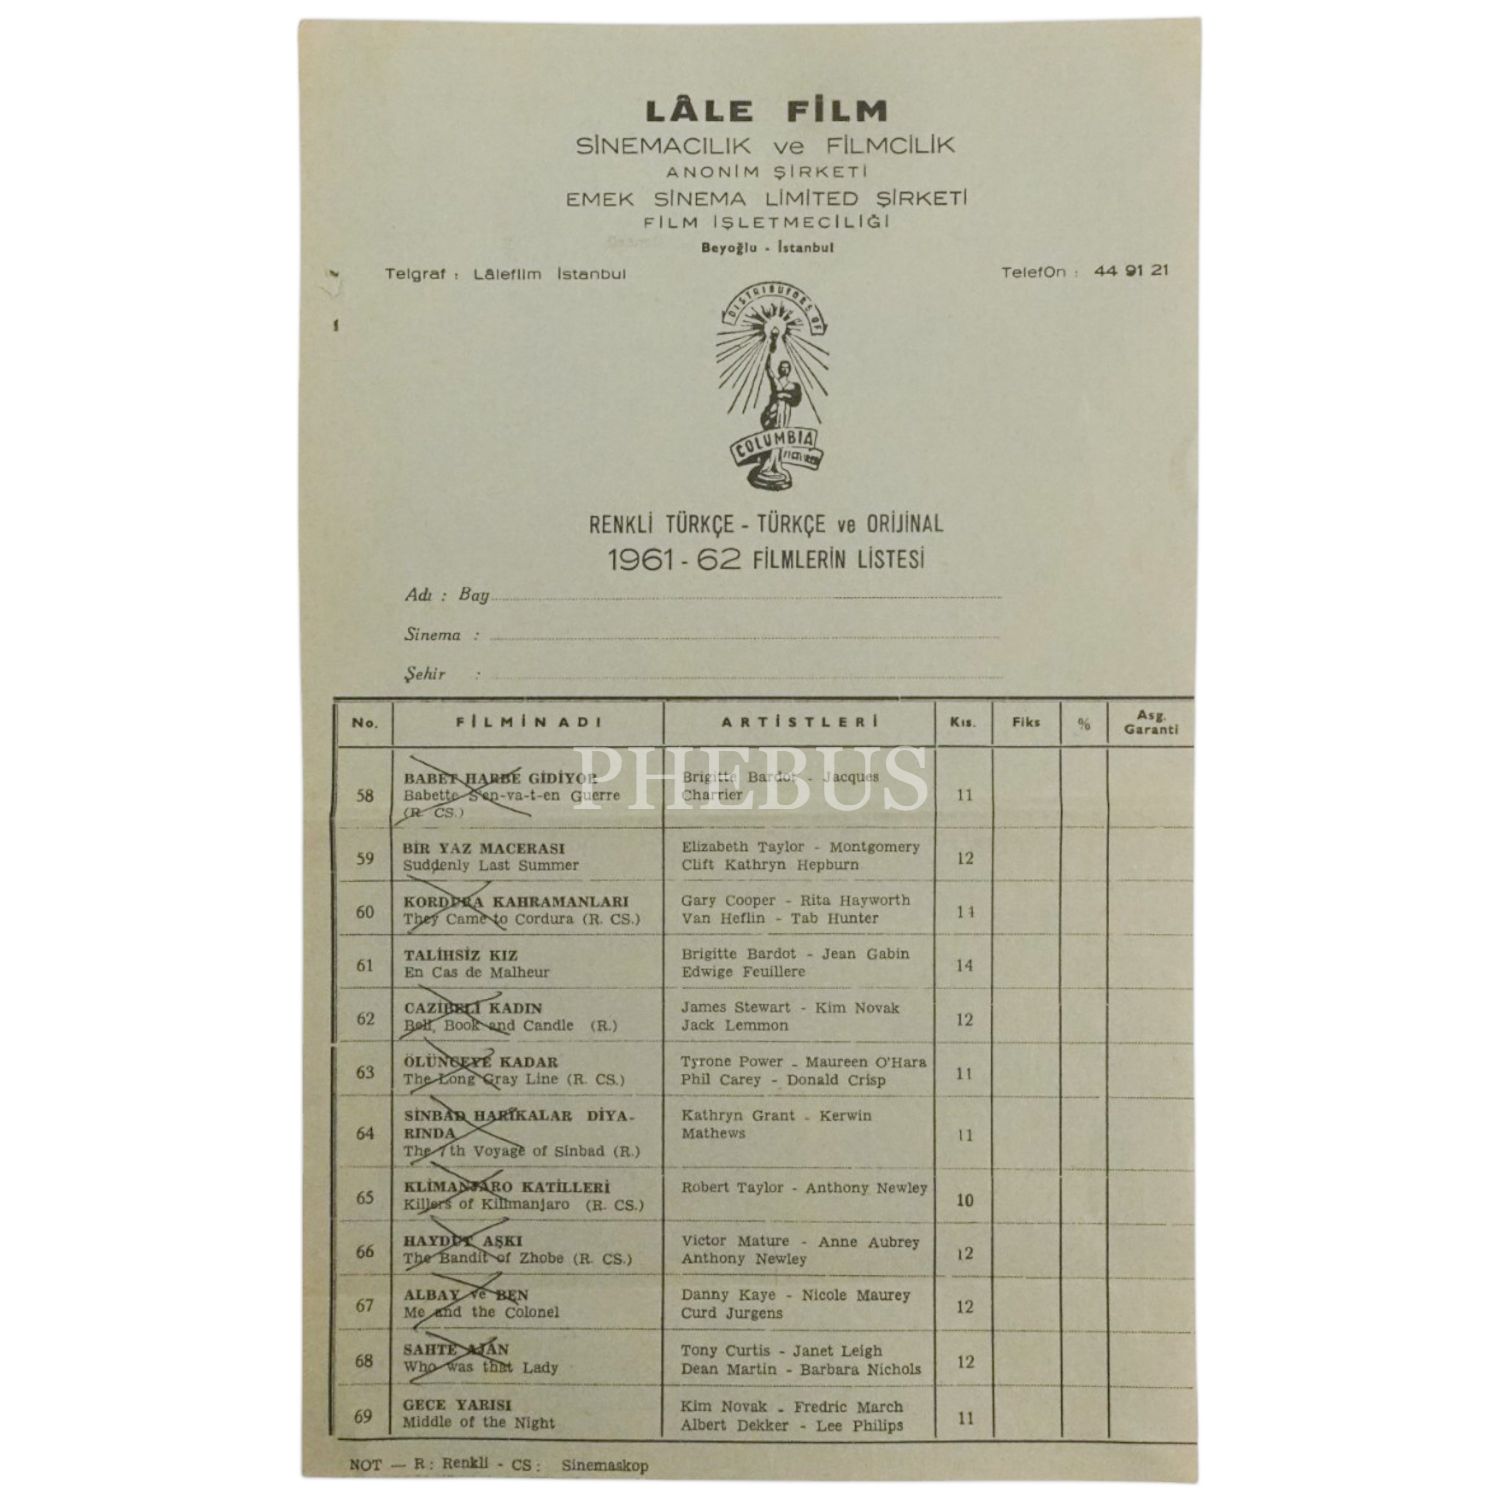 LÂLE FİLM
SİNEMACILIK ve FİLMCİLİK
ANONİM ŞİRKETİ
EMEK SİNEMA LİMİTED ŞİRKETİ
FİLM İŞLETMECİLİĞİ
Beyoğlu - İstanbul
Telgraf : Lâlefilm İstanbul
TelefOn : 44 91 21
DISTRIBUTORS OF
COLUMBIA
PICTURES
RENKLİ TÜRKÇE - TÜRKÇE ve ORİJİNAL
1961 - 62 FİLMLERİN LİSTESİ
Adı : Bay
Sinema :
Şehir :
No. FİLMİN ADI ARTİSTLERİ Kıs. Fiks % Asg. Garanti
PHEBUS
58 BABET HARBE GİDİYOR
Babette S'en-va-t-en Guerre
(R. CS.)
Brigitte Bardot - Jacques
Charrier
11
59 BİR YAZ MACERASI
Suddenly Last Summer
Elizabeth Taylor - Montgomery
Clift Kathryn Hepburn
12
60 KORDURA KAHRAMANLARI
They Came to Cordura (R. CS.)
Gary Cooper - Rita Hayworth
Van Heflin - Tab Hunter
14
61 TALİHSİZ KIZ
En Cas de Malheur
Brigitte Bardot - Jean Gabin
Edwige Feuillere
14
62 CAZİBELİ KADIN
Bell, Book and Candle (R.)
James Stewart - Kim Novak
Jack Lemmon
12
63 ÖLÜNCEYE KADAR
The Long Gray Line (R. CS.)
Tyrone Power - Maureen O'Hara
Phil Carey - Donald Crisp
11
64 SİNBAD HARİKALAR DİYA-
RINDA
The 7th Voyage of Sinbad (R.)
Kathryn Grant - Kerwin
Mathews
11
65 KLİMANJARO KATİLLERİ
Killers of Kilimanjaro (R. CS.)
Robert Taylor - Anthony Newley
10
66 HAYDUT AŞKI
The Bandit of Zhobe (R. CS.)
Victor Mature - Anne Aubrey
Anthony Newley
12
67 ALBAY ve BEN
Me and the Colonel
Danny Kaye - Nicole Maurey
Curd Jurgens
12
68 SAHTE AJAN
Who was that Lady
Tony Curtis - Janet Leigh
Dean Martin - Barbara Nichols
12
69 GECE YARISI
Middle of the Night
Kim Novak - Fredric March
Albert Dekker - Lee Philips
11
NOT — R : Renkli - CS : Sinemaskop